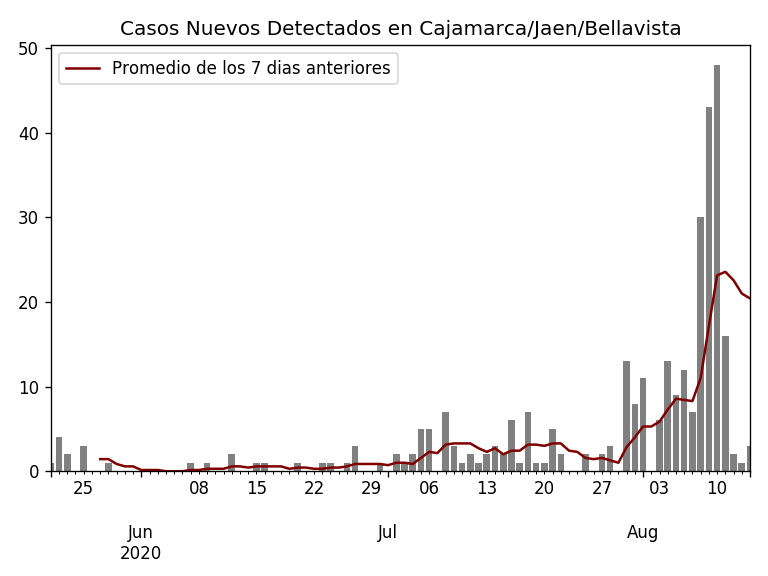 Casos Nuevos Detectados en Cajamarca/Jaen/Bellavista
Promedio de los 7 dias anteriores
50
40
30
20
10
0
25 08 15 22 29 06 13 20 27 03 10
Jun Jul Aug
2020